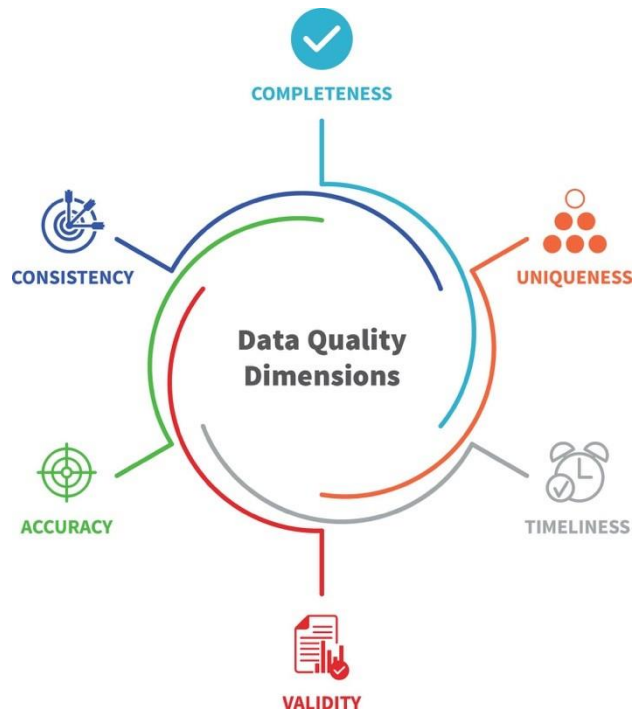 COMPLETENESS
CONSISTENCY
UNIQUENESS
Data Quality
Dimensions
ACCURACY
TIMELINESS
VALIDITY